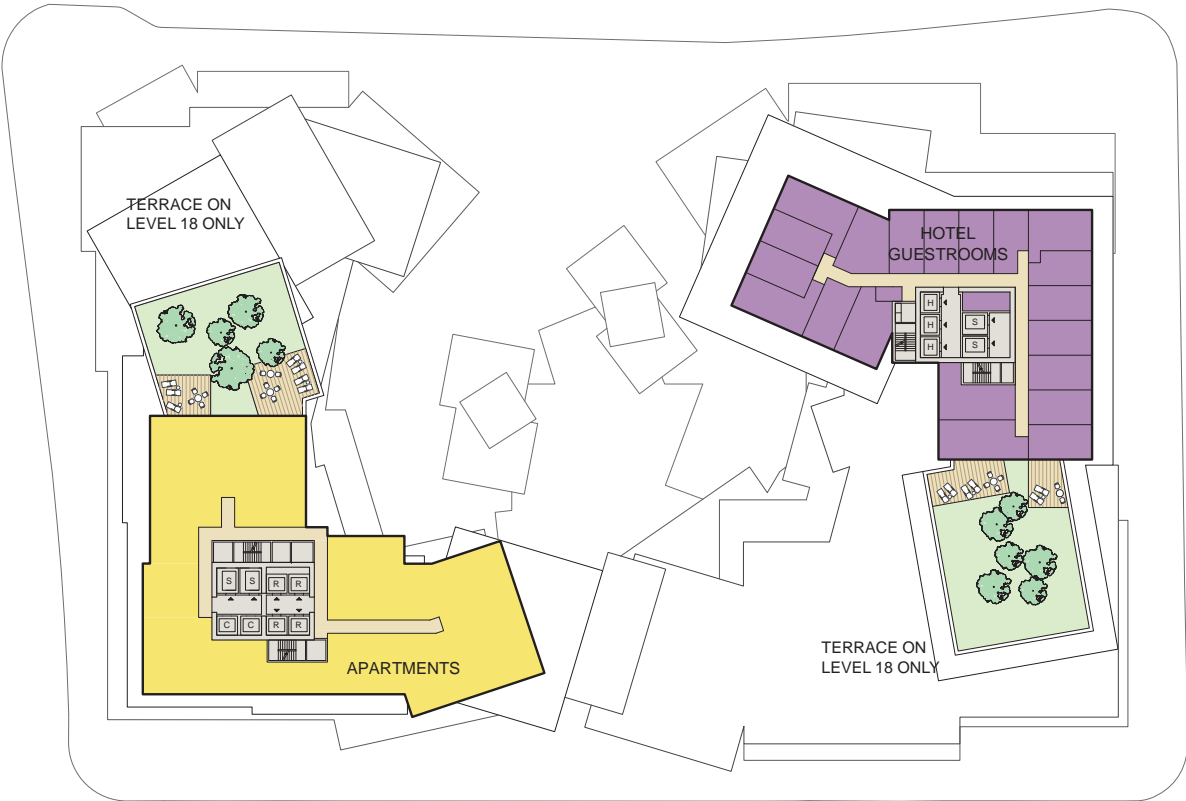 TERRACE ON
LEVEL 18 ONLY
HOTEL
GUESTROOMS
H
H
S
H
S
S S R R
C C R R
APARTMENTS
TERRACE ON
LEVEL 18 ONLY